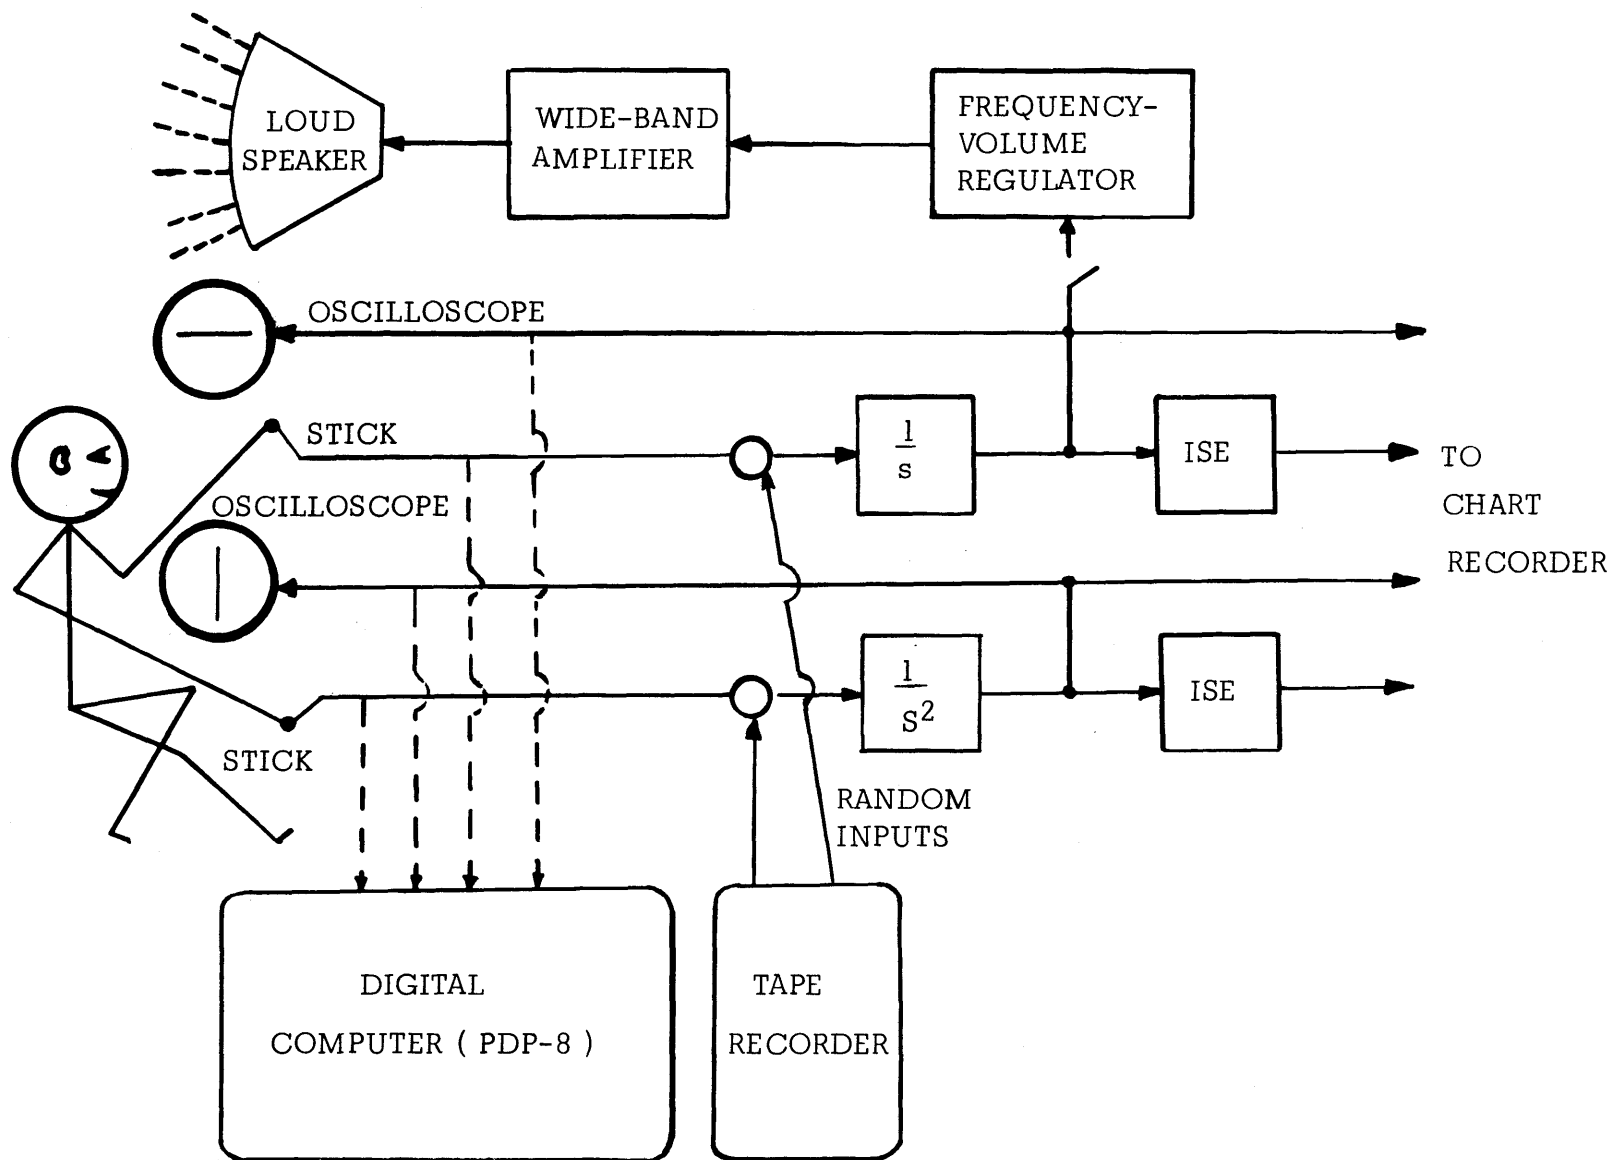 LOUD
SPEAKER
WIDE-BAND
AMPLIFIER
FREQUENCY-
VOLUME
REGULATOR
OSCILLOSCOPE
STICK
1
s
ISE
TO
CHART
RECORDER
OSCILLOSCOPE
1
S2
ISE
STICK
RANDOM
INPUTS
DIGITAL
COMPUTER ( PDP-8 )
TAPE
RECORDER